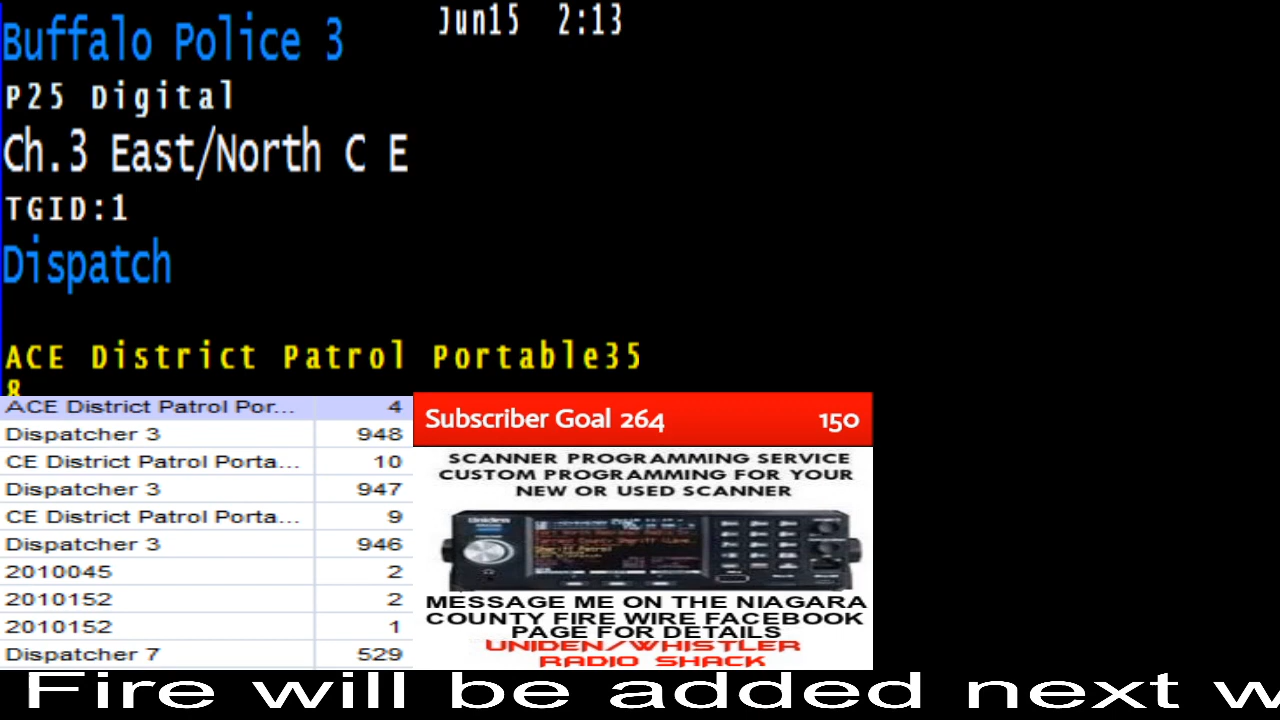 Buffalo Police 3
Jun15 2:13
P25 Digital
Ch.3 East/North C E
TGID:1
Dispatch
ACE District Patrol Portable35
8
ACE District Patrol Por... 4
Dispatcher 3 948
CE District Patrol Porta... 10
Dispatcher 3 947
CE District Patrol Porta... 9
Dispatcher 3 946
2010045 2
2010152 2
2010152 1
Dispatcher 7 529
Subscriber Goal 264 150
SCANNER PROGRAMMING SERVICE
CUSTOM PROGRAMMING FOR YOUR
NEW OR USED SCANNER
Uniden
MESSAGE ME ON THE NIAGARA
COUNTY FIRE WIRE FACEBOOK
PAGE FOR DETAILS
UNIDEN/WHISTLER
RADIO SHACK
Fire will be added next w